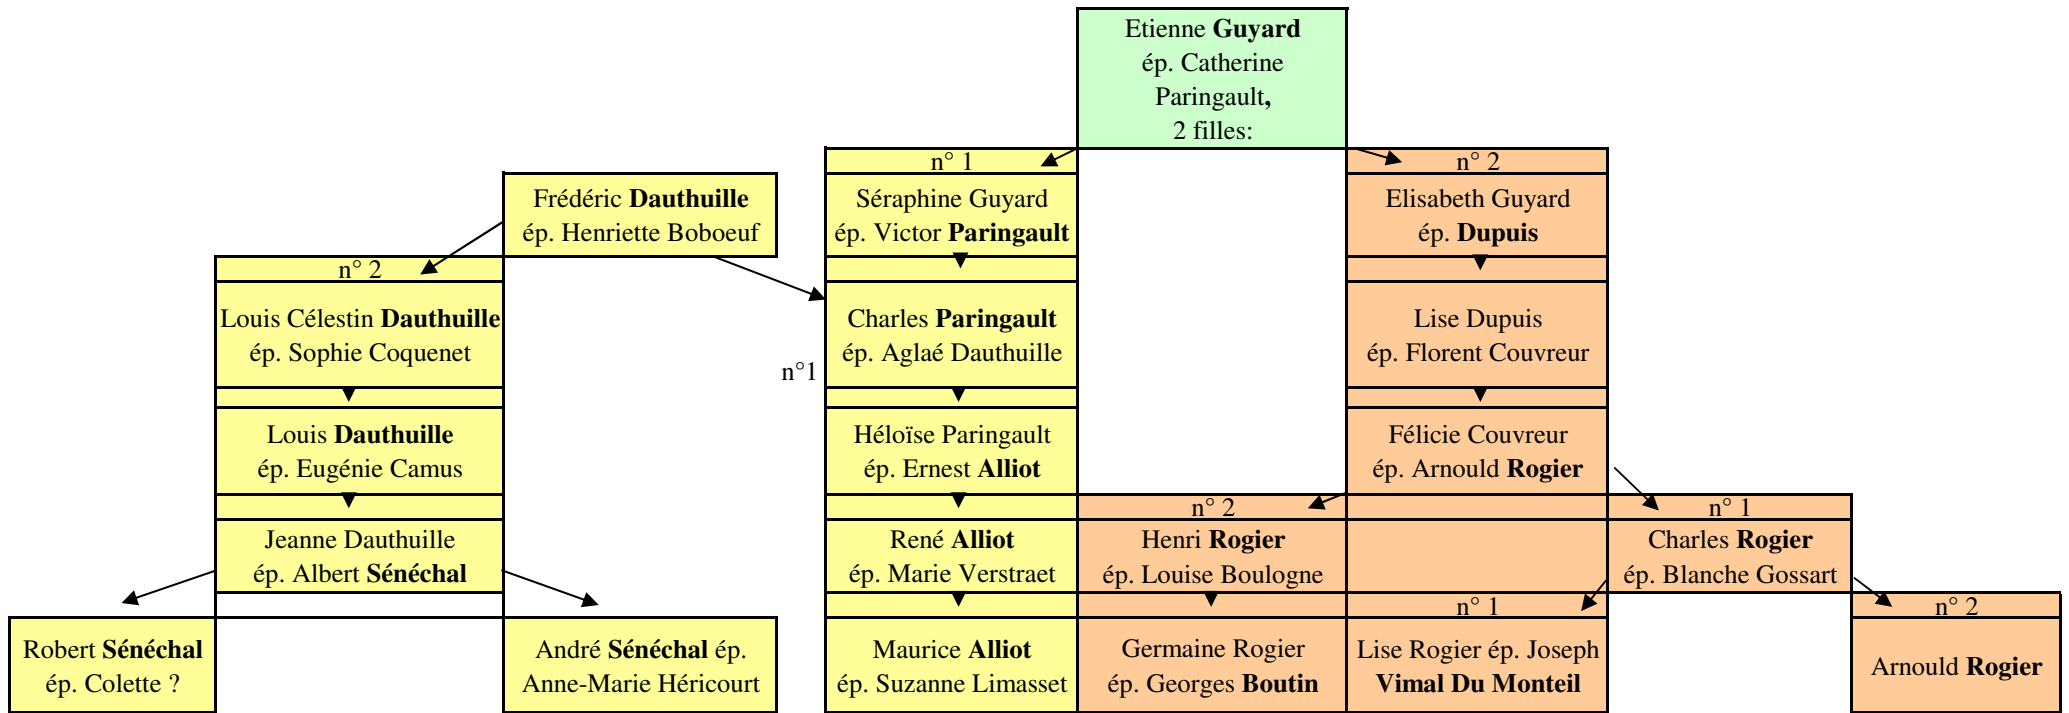 Etienne Guyard
ép. Catherine
Paringault,
2 filles:
n° 1
n° 2
Frédéric Dauthuille
ép. Henriette Boboeuf
Séraphine Guyard
ép. Victor Paringault
Elisabeth Guyard
ép. Dupuis
n° 2
Louis Célestin Dauthuille
ép. Sophie Coquenet
n°1
Charles Paringault
ép. Aglaé Dauthuille
Lise Dupuis
ép. Florent Couvreur
Louis Dauthuille
ép. Eugénie Camus
Héloïse Paringault
ép. Ernest Alliot
Félicie Couvreur
ép. Arnould Rogier
n° 2
n° 1
Jeanne Dauthuille
ép. Albert Sénéchal
René Alliot
ép. Marie Verstraet
Henri Rogier
ép. Louise Boulogne
Charles Rogier
ép. Blanche Gossart
n° 1
n° 2
Robert Sénéchal
ép. Colette ?
André Sénéchal ép.
Anne-Marie Héricourt
Maurice Alliot
ép. Suzanne Limasset
Germaine Rogier
ép. Georges Boutin
Lise Rogier ép. Joseph
Vimal Du Monteil
Arnould Rogier